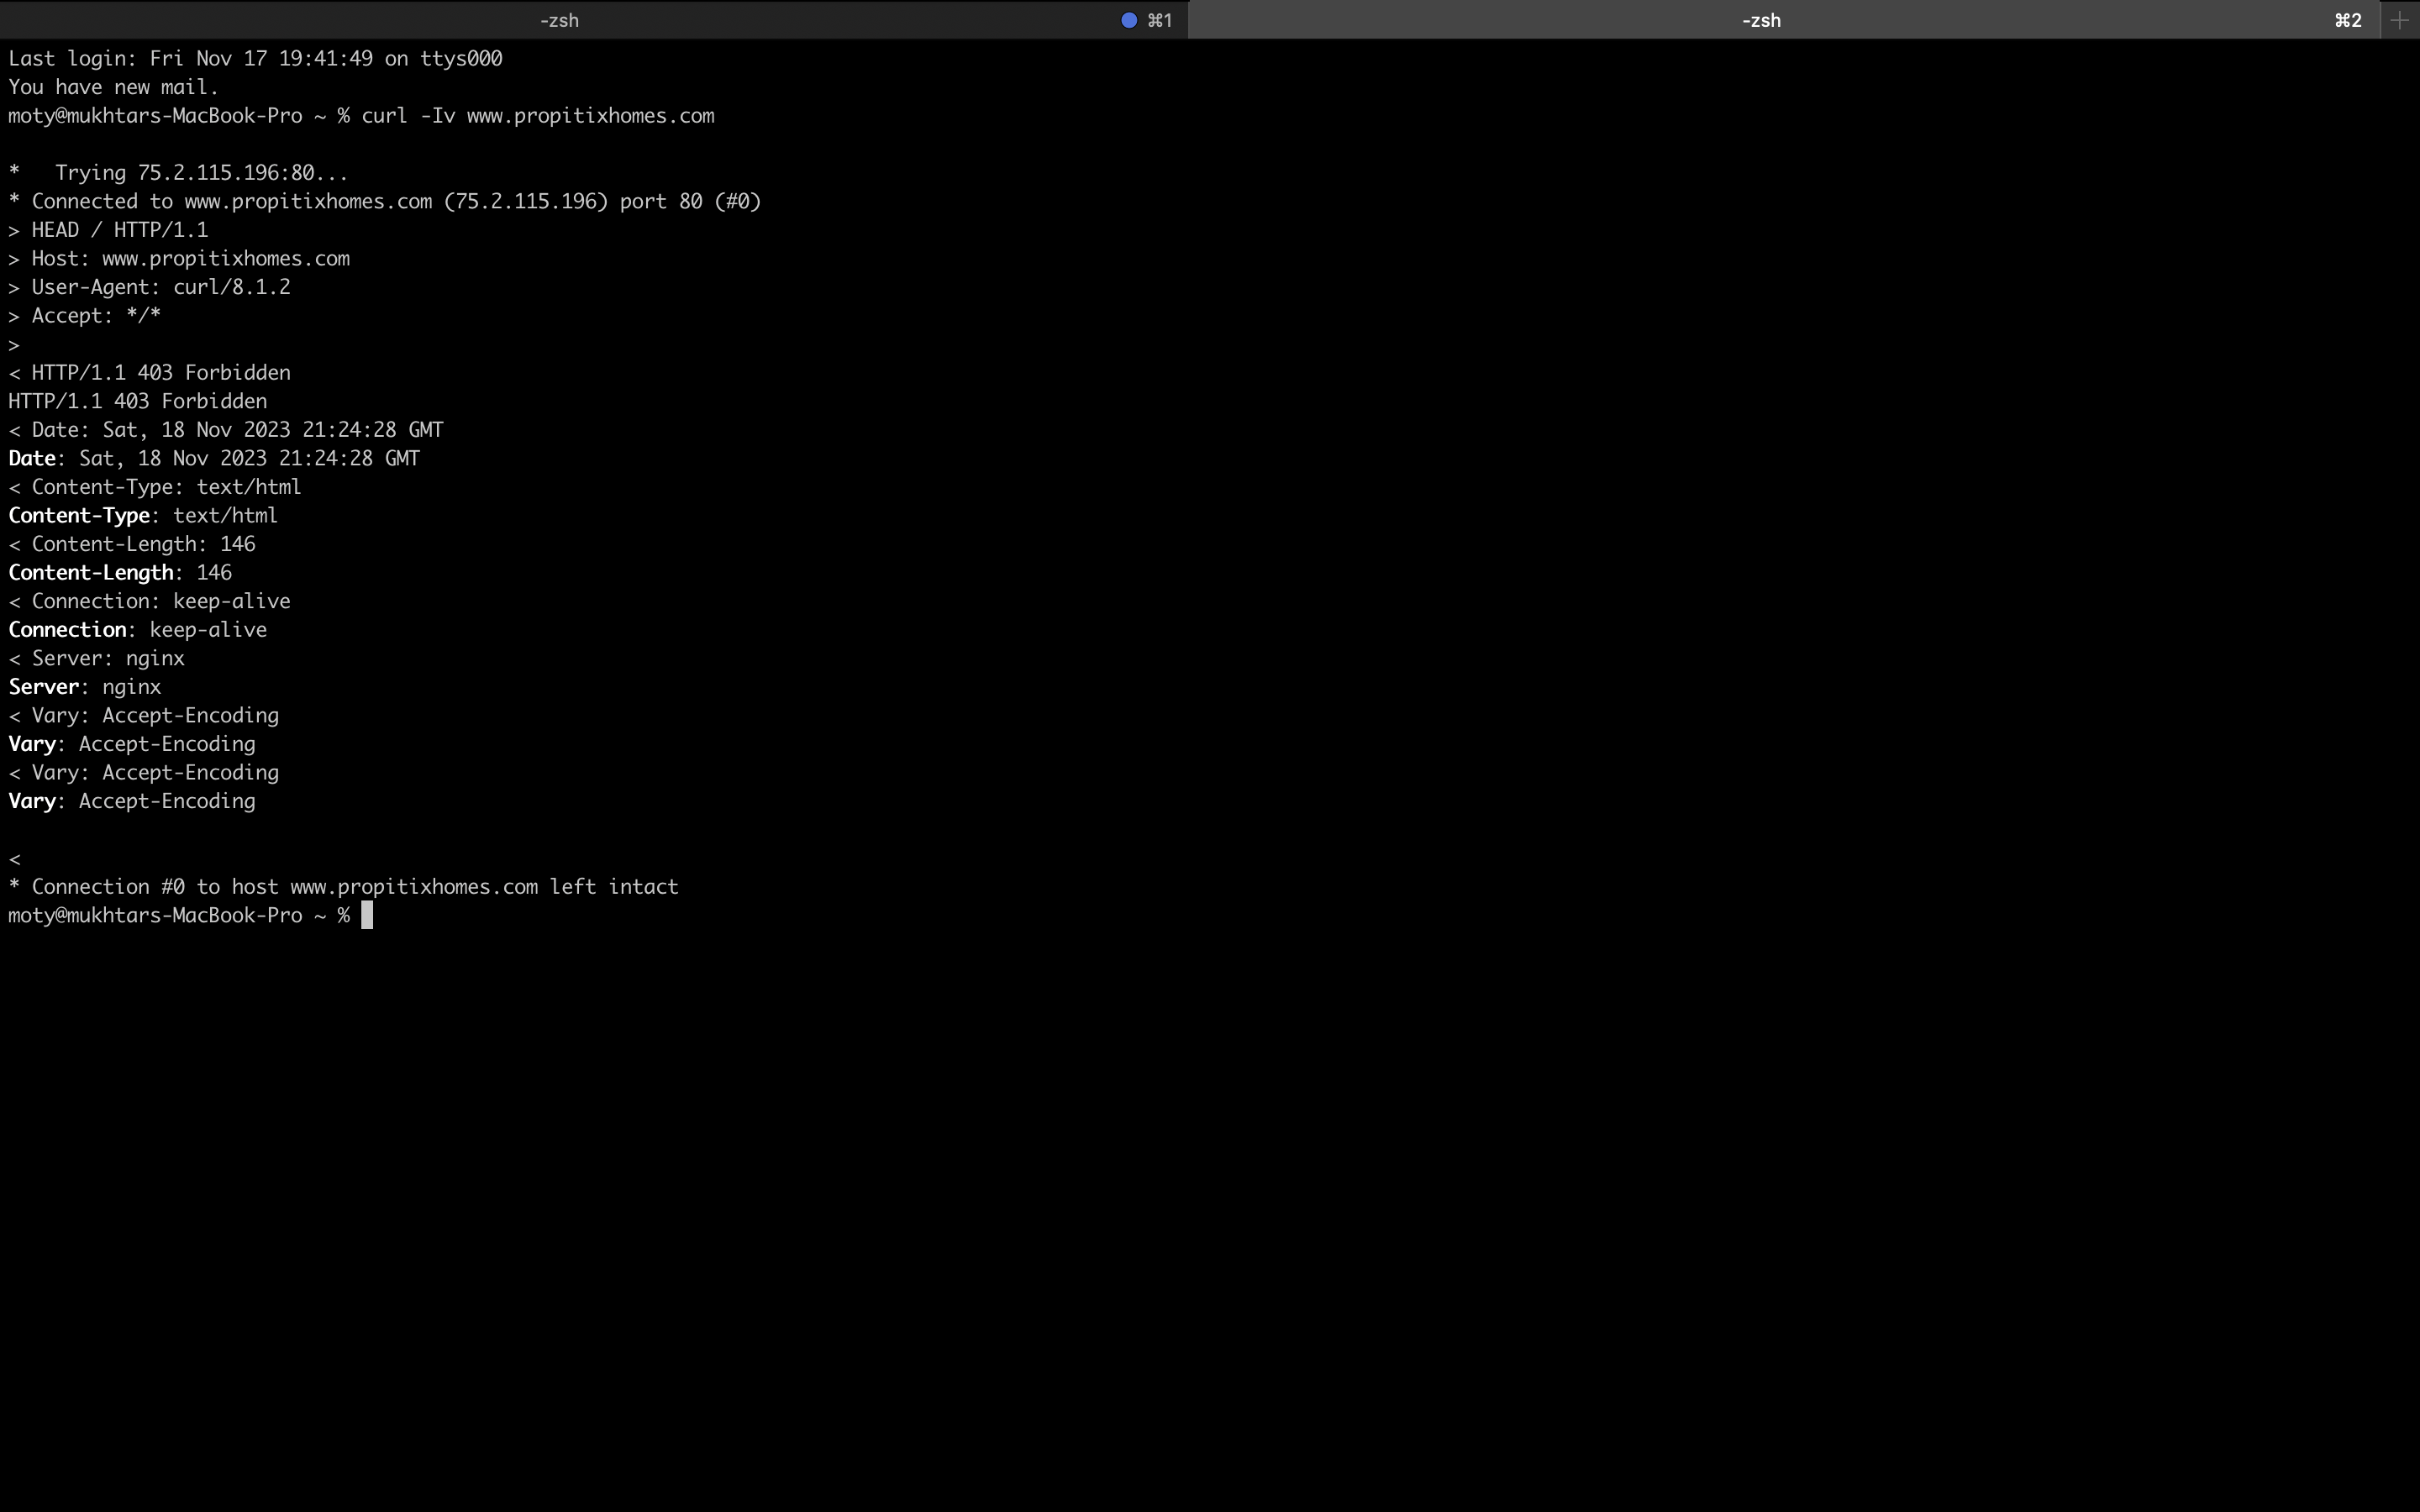 -zsh ⌘1 -zsh ⌘2 +
Last login: Fri Nov 17 19:41:49 on ttys000
You have new mail.
moty@mukhtars-MacBook-Pro ~ % curl -Iv www.propitixhomes.com
*   Trying 75.2.115.196:80...
* Connected to www.propitixhomes.com (75.2.115.196) port 80 (#0)
> HEAD / HTTP/1.1
> Host: www.propitixhomes.com
> User-Agent: curl/8.1.2
> Accept: */*
>
< HTTP/1.1 403 Forbidden
HTTP/1.1 403 Forbidden
< Date: Sat, 18 Nov 2023 21:24:28 GMT
Date: Sat, 18 Nov 2023 21:24:28 GMT
< Content-Type: text/html
Content-Type: text/html
< Content-Length: 146
Content-Length: 146
< Connection: keep-alive
Connection: keep-alive
< Server: nginx
Server: nginx
< Vary: Accept-Encoding
Vary: Accept-Encoding
< Vary: Accept-Encoding
Vary: Accept-Encoding
<
* Connection #0 to host www.propitixhomes.com left intact
moty@mukhtars-MacBook-Pro ~ %